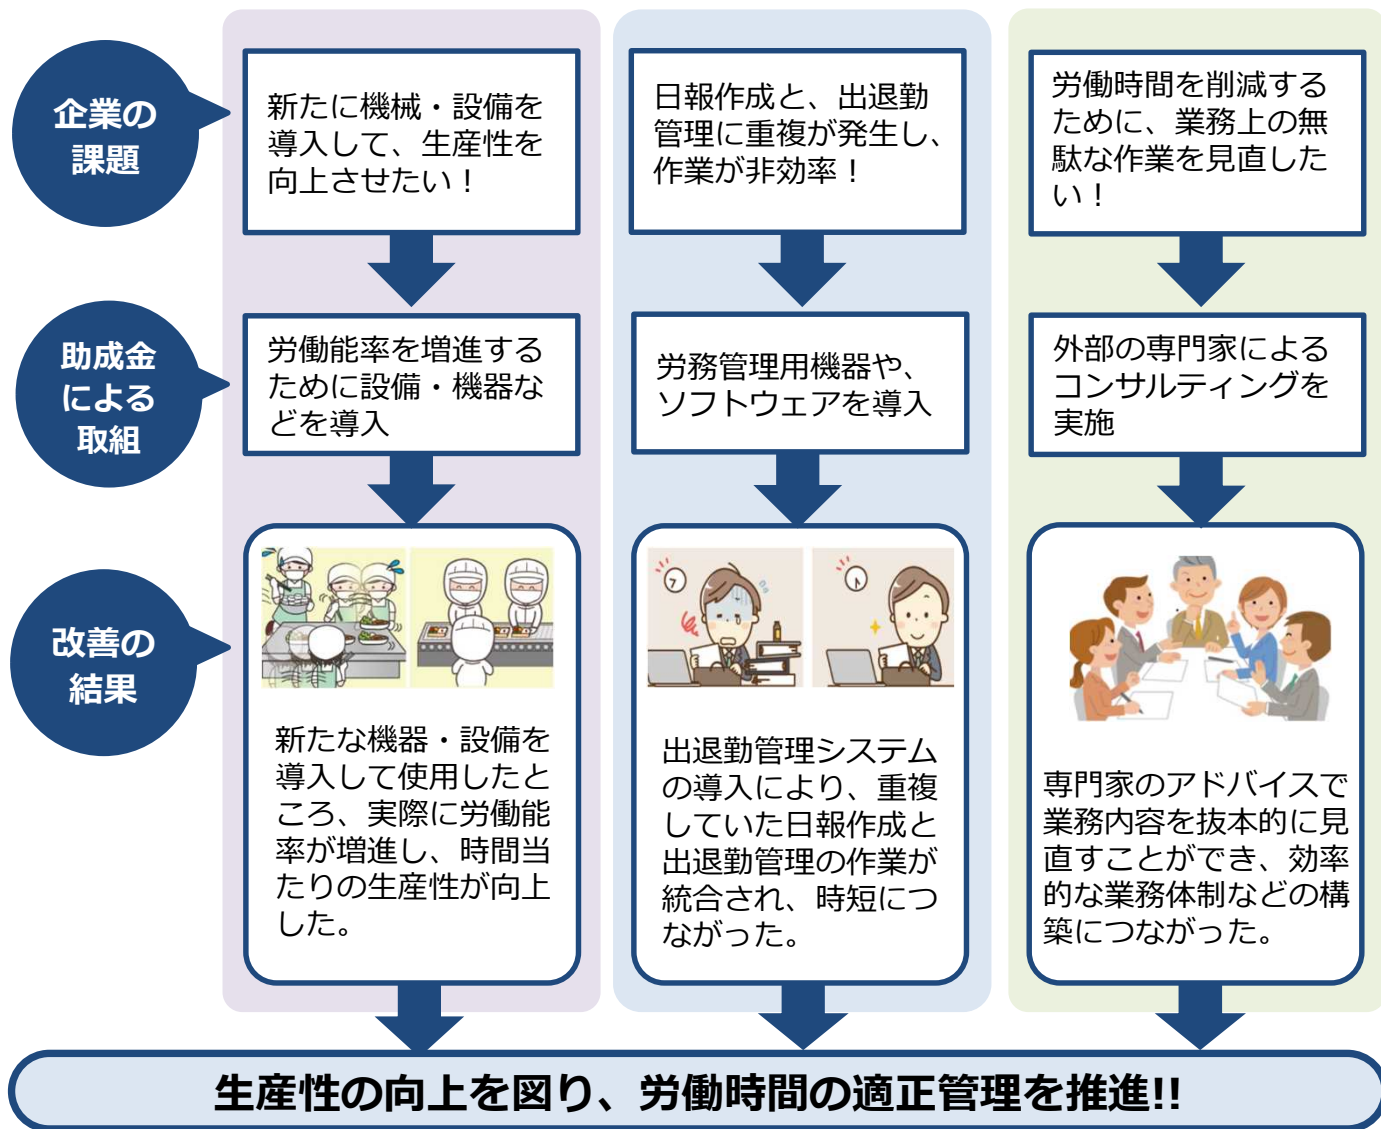 企業の
課題
新たに機械・設備を
導入して、生産性を
向上させたい！
日報作成と、出退勤
管理に重複が発生し、
作業が非効率！
労働時間を削減する
ために、業務上の無
駄な作業を見直した
い！
助成金
による
取組
労働能率を増進する
ために設備・機器な
どを導入
労務管理用機器や、
ソフトウェアを導入
外部の専門家による
コンサルティングを
実施
改善の
結果
新たな機器・設備を
導入して使用したと
ころ、実際に労働能
率が増進し、時間当
たりの生産性が向上
した。
出退勤管理システム
の導入により、重複
していた日報作成と
出退勤管理の作業が
統合され、時短につ
ながった。
専門家のアドバイスで
業務内容を抜本的に見
直すことができ、効率
的な業務体制などの構
築につながった。
生産性の向上を図り、労働時間の適正管理を推進!!